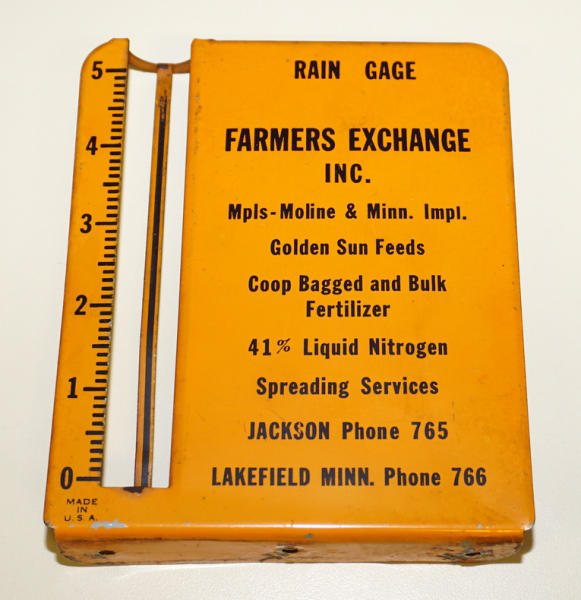 RAIN GAGE
FARMERS EXCHANGE
INC.
Mpls-Moline & Minn. Impl.
Golden Sun Feeds
Coop Bagged and Bulk
Fertilizer
41% Liquid Nitrogen
Spreading Services
JACKSON Phone 765
LAKEFIELD MINN. Phone 766
5
4
3
2
1
0
MADE
IN
U.S.A.